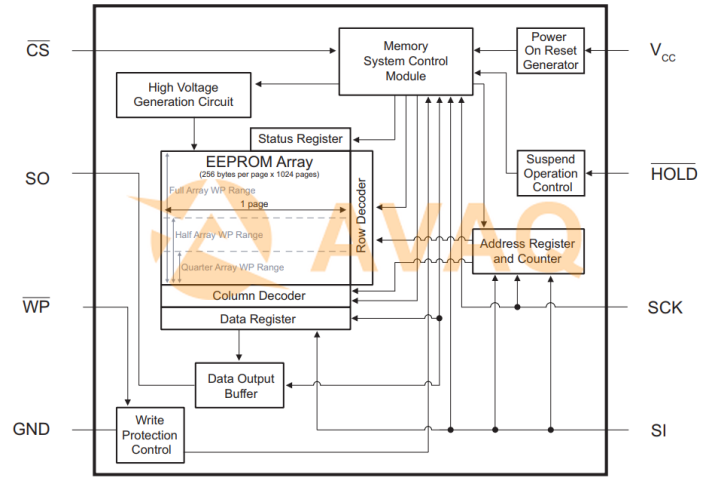 CS
Memory
System Control
Module
Power
On Reset
Generator
VCC
High Voltage
Generation Circuit
Status Register
EEPROM Array
(256 bytes per page x 1024 pages)
Full Array WP Range
1 page
Half Array WP Range
Quarter Array WP Range
Row Decoder
Suspend
Operation
Control
HOLD
SO
AVAQ
Address Register
and Counter
Column Decoder
Data Register
WP
SCK
Data Output
Buffer
Write
Protection
Control
GND
SI